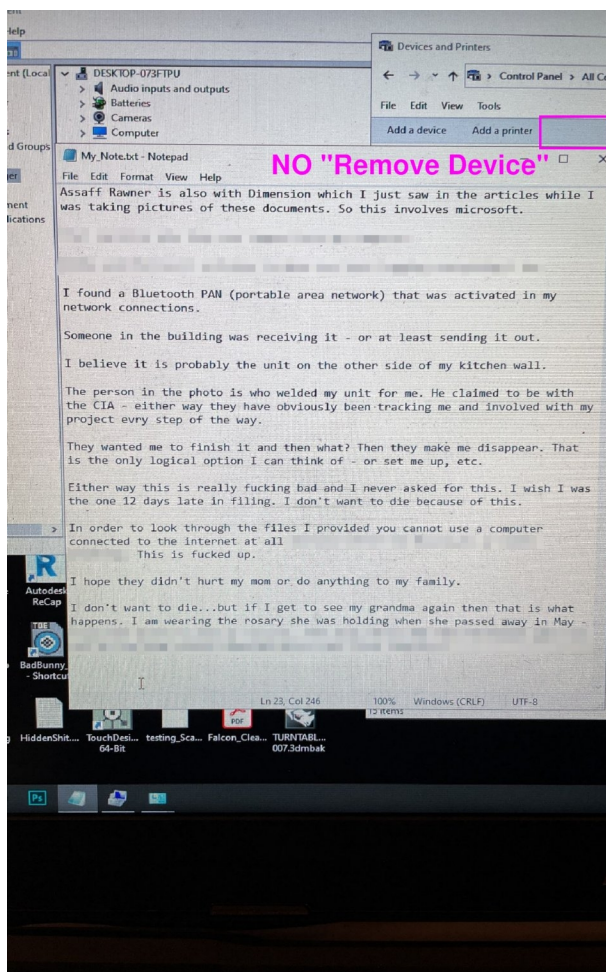 Help
Devices and Printers
ent (Local
DESKTOP-073FTPU
Audio inputs and outputs
Batteries
Cameras
Computer
Control Panel > All Co
File Edit View Tools
Add a device Add a printer
d Groups
NO "Remove Device"
My_Note.txt - Notepad
File Edit Format View Help
Assaff Rawner is also with Dimension which I just saw in the articles while I
was taking pictures of these documents. So this involves microsoft.
I found a Bluetooth PAN (portable area network) that was activated in my
network connections.
Someone in the building was receiving it - or at least sending it out.
I believe it is probably the unit on the other side of my kitchen wall.
The person in the photo is who welded my unit for me. He claimed to be with
the CIA - either way they have obviously been tracking me and involved with my
project evry step of the way.
They wanted me to finish it and then what? Then they make me disappear. That
is the only logical option I can think of - or set me up, etc.
Either way this is really fucking bad and I never asked for this. I wish I was
the one 12 days late in filing. I don't want to die because of this.
In order to look through the files I provided you cannot use a computer
connected to the internet at all
This is fucked up.
I hope they didn't hurt my mom or do anything to my family.
I don't want to die...but if I get to see my grandma again then that is what
happens. I am wearing the rosary she was holding when she passed away in May -
Ln 23, Col 246 100% Windows (CRLF) UTF-8
13 items
Autodesk
ReCap
TOE
BadBunny_
- Shortcut
HiddenShit.... TouchDesi... testing_Sca... Falcon_Clea... TURNTABL...
64-Bit 007.3dmbak
PDF
Ps